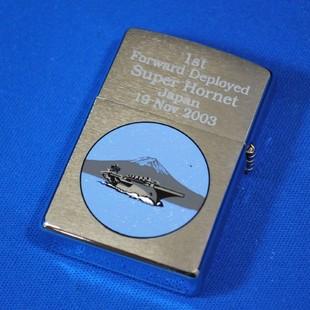 1st
Forward Deployed
Super Hornet
Japan
19 Nov 2003